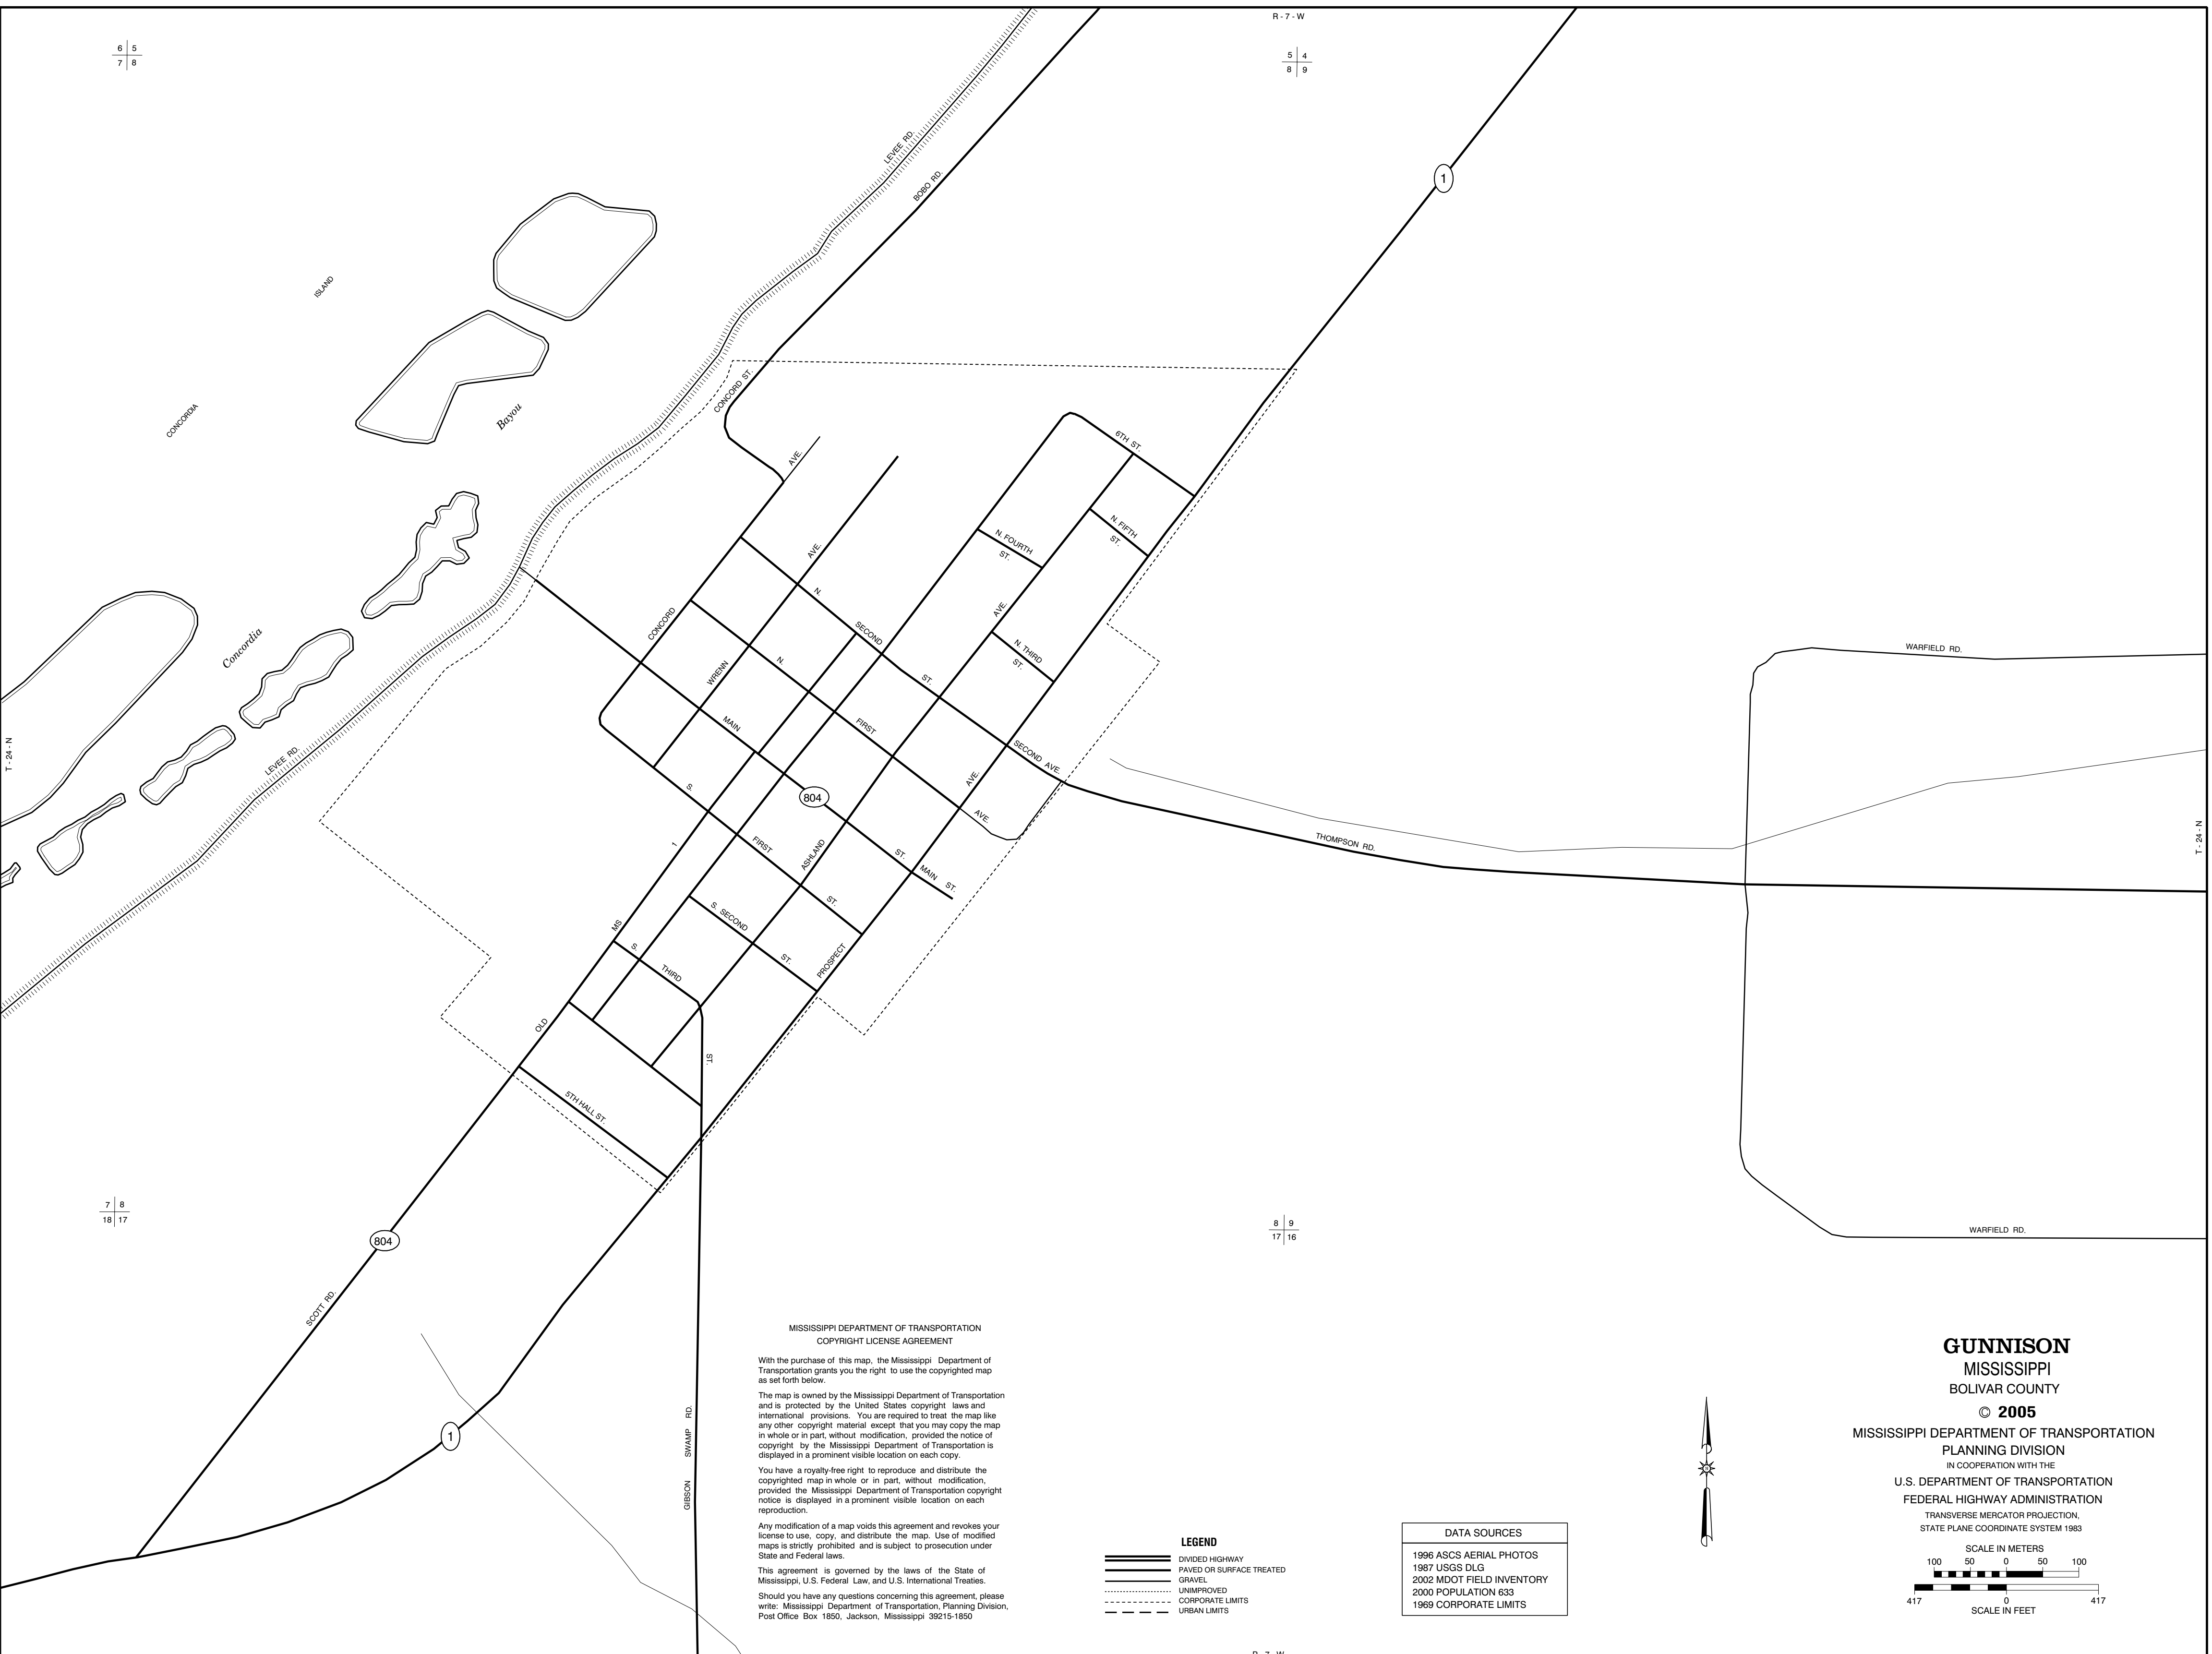 R - 7 - W
6 5
7 8
5 4
8 9
LEVEE RD.
BOBO RD.
1
ISLAND
CONCORDIA
Bayou
CONCORD ST.
AVE.
6TH ST.
N. FIFTH
ST.
N. FOURTH
ST.
AVE.
N.
SECOND
ST.
CONCORD
AVE.
N. THIRD
ST.
Concordia
WRENN
N.
FIRST
MAIN
WARFIELD RD.
T - 24 - N
LEVEE RD.
SECOND AVE.
AVE.
AVE.
S.
804
THOMPSON RD.
T - 24 - N
1
FIRST
ASHLAND
ST.
MAIN ST.
ST.
S. SECOND
ST.
MS
S.
THIRD
PROSPECT
OLD
ST.
5TH HALL ST.
7 8
18 17
8 9
17 16
WARFIELD RD.
804
SCOTT RD.
1
GIBSON SWAMP RD.
MISSISSIPPI DEPARTMENT OF TRANSPORTATION
COPYRIGHT LICENSE AGREEMENT
With the purchase of this map, the Mississippi Department of
Transportation grants you the right to use the copyrighted map
as set forth below.
The map is owned by the Mississippi Department of Transportation
and is protected by the United States copyright laws and
international provisions. You are required to treat the map like
any other copyright material except that you may copy the map
in whole or in part, without modification, provided the notice of
copyright by the Mississippi Department of Transportation is
displayed in a prominent visible location on each copy.
You have a royalty-free right to reproduce and distribute the
copyrighted map in whole or in part, without modification,
provided the Mississippi Department of Transportation copyright
notice is displayed in a prominent visible location on each
reproduction.
Any modification of a map voids this agreement and revokes your
license to use, copy, and distribute the map. Use of modified
maps is strictly prohibited and is subject to prosecution under
State and Federal laws.
This agreement is governed by the laws of the State of
Mississippi, U.S. Federal Law, and U.S. International Treaties.
Should you have any questions concerning this agreement, please
write: Mississippi Department of Transportation, Planning Division,
Post Office Box 1850, Jackson, Mississippi 39215-1850
LEGEND
DIVIDED HIGHWAY
PAVED OR SURFACE TREATED
GRAVEL
UNIMPROVED
CORPORATE LIMITS
URBAN LIMITS
DATA SOURCES
1996 ASCS AERIAL PHOTOS
1987 USGS DLG
2002 MDOT FIELD INVENTORY
2000 POPULATION 633
1969 CORPORATE LIMITS
GUNNISON
MISSISSIPPI
BOLIVAR COUNTY
© 2005
MISSISSIPPI DEPARTMENT OF TRANSPORTATION
PLANNING DIVISION
IN COOPERATION WITH THE
U.S. DEPARTMENT OF TRANSPORTATION
FEDERAL HIGHWAY ADMINISTRATION
TRANSVERSE MERCATOR PROJECTION,
STATE PLANE COORDINATE SYSTEM 1983
SCALE IN METERS
100 50 0 50 100
417 0 417
SCALE IN FEET
R - 7 - W